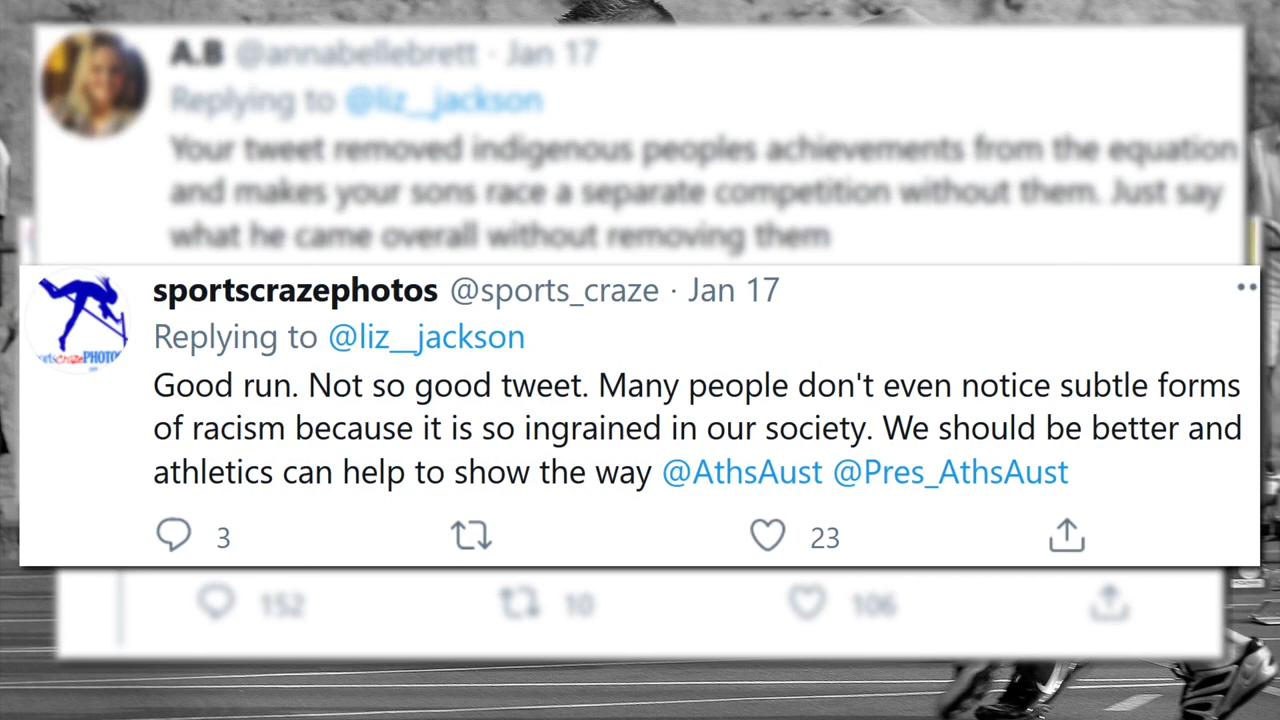 A.B @annabellebrett · Jan 17
Replying to @liz__jackson
Your tweet removed indigenous peoples achievements from the equation
and makes your sons race a separate competition without them. Just say
what he came overall without removing them
sportscrazephotos @sports_craze · Jan 17
Replying to @liz__jackson
Good run. Not so good tweet. Many people don't even notice subtle forms
of racism because it is so ingrained in our society. We should be better and
athletics can help to show the way @AthsAust @Pres_AthsAust
3 23
152 10 106